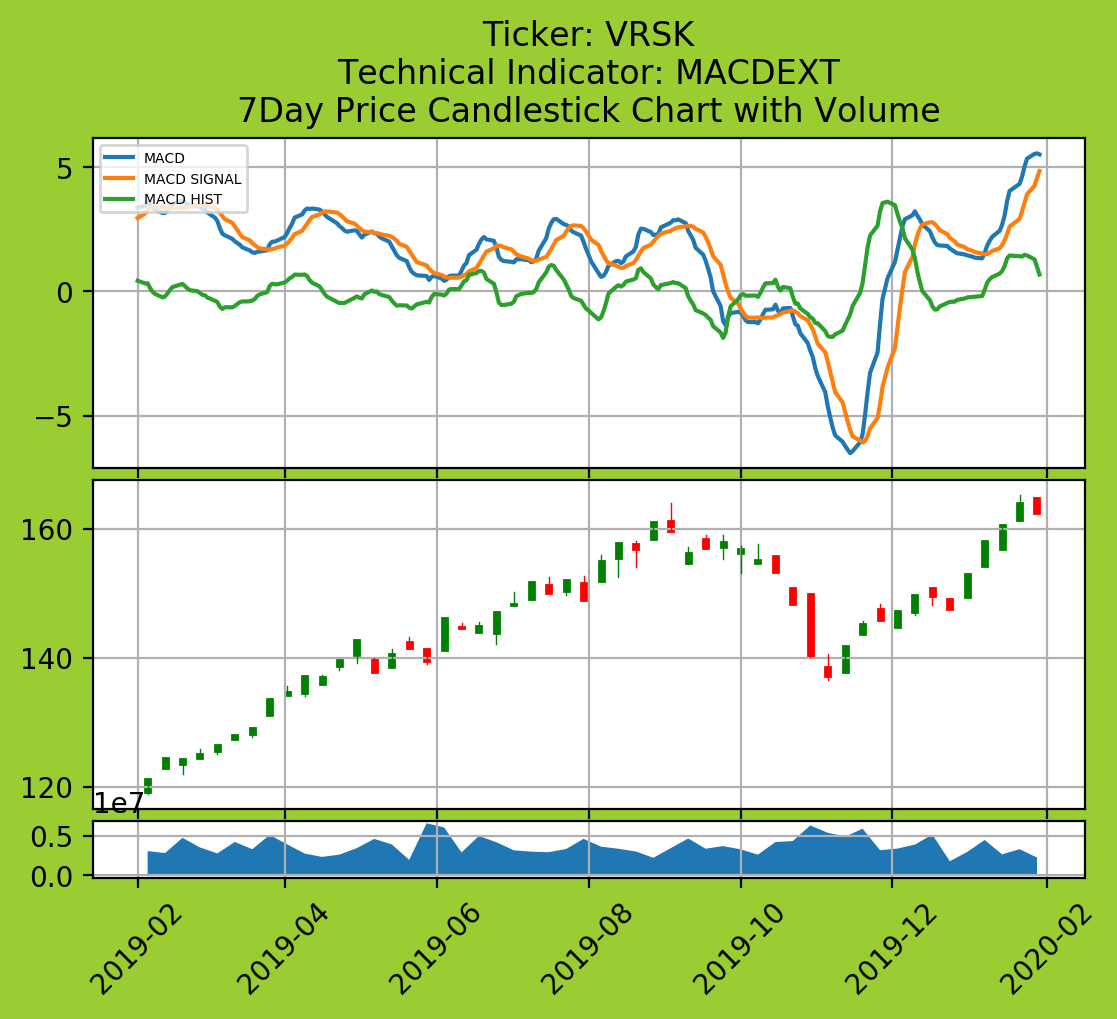 Ticker: VRSK
Technical Indicator: MACDEXT
7Day Price Candlestick Chart with Volume
MACD
MACD SIGNAL
MACD HIST
5
0
−5
160
140
120
1e7
0.5
0.0
2019-02
2019-04
2019-06
2019-08
2019-10
2019-12
2020-02